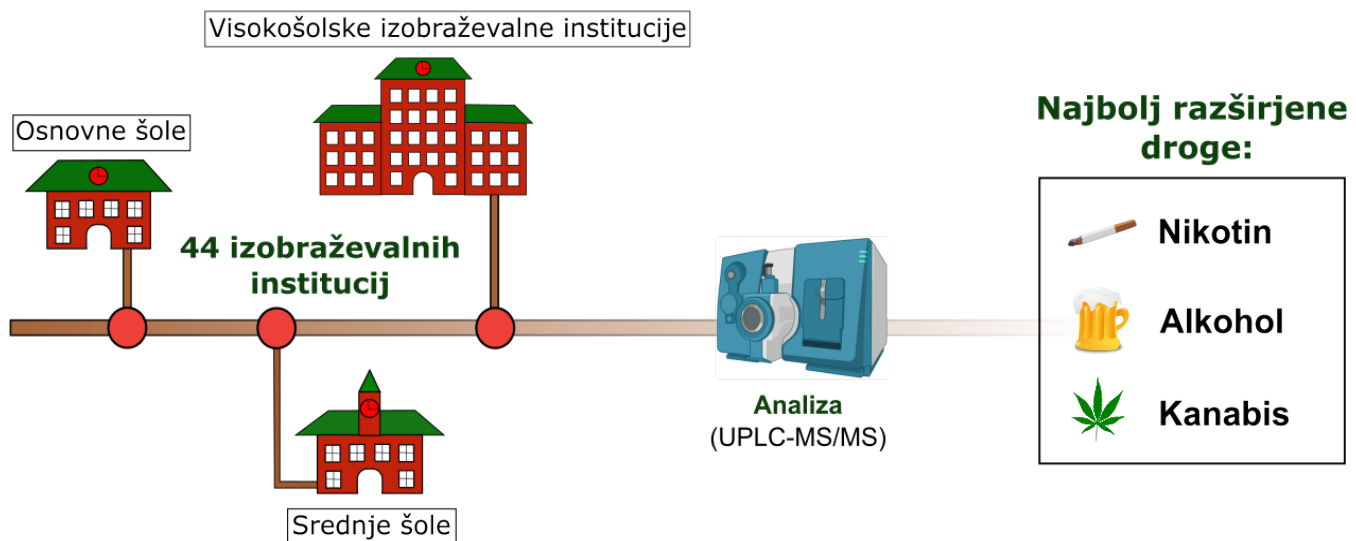 Visokošolske izobraževalne institucije
Osnovne šole
44 izobraževalnih
institucij
Srednje šole
Analiza
(UPLC-MS/MS)
Najbolj razširjene
droge:
Nikotin
Alkohol
Kanabis